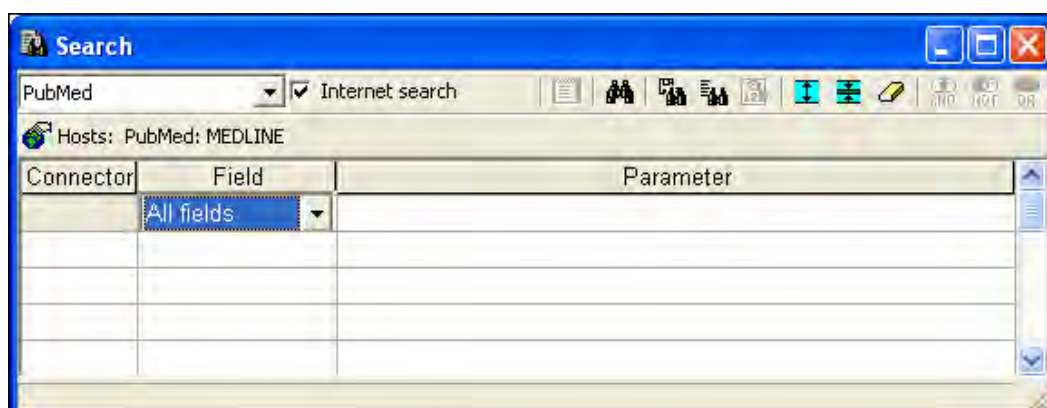 Search
PubMed Internet search
Hosts: PubMed: MEDLINE
Connector Field Parameter
All fields